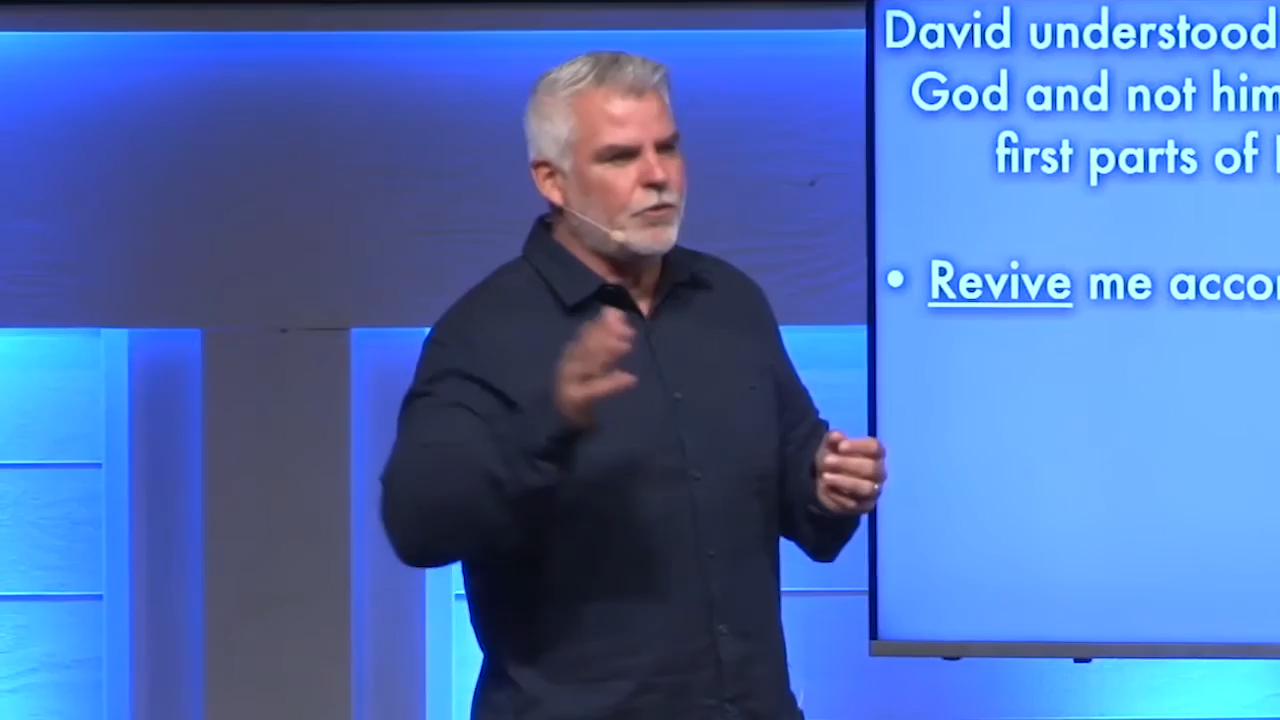 David understood
God and not him
first parts of
• Revive me accor